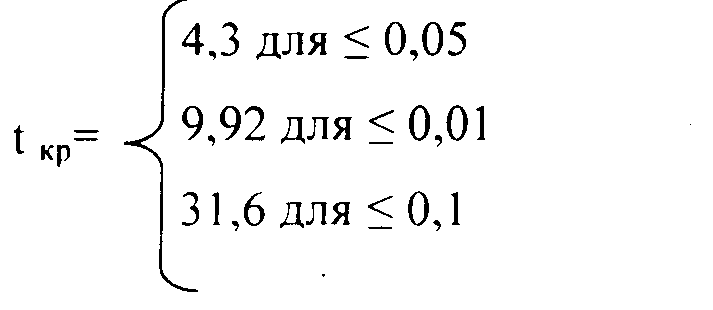 4,3 для ≤ 0,05
t кр= 9,92 для ≤ 0,01
31,6 для ≤ 0,1